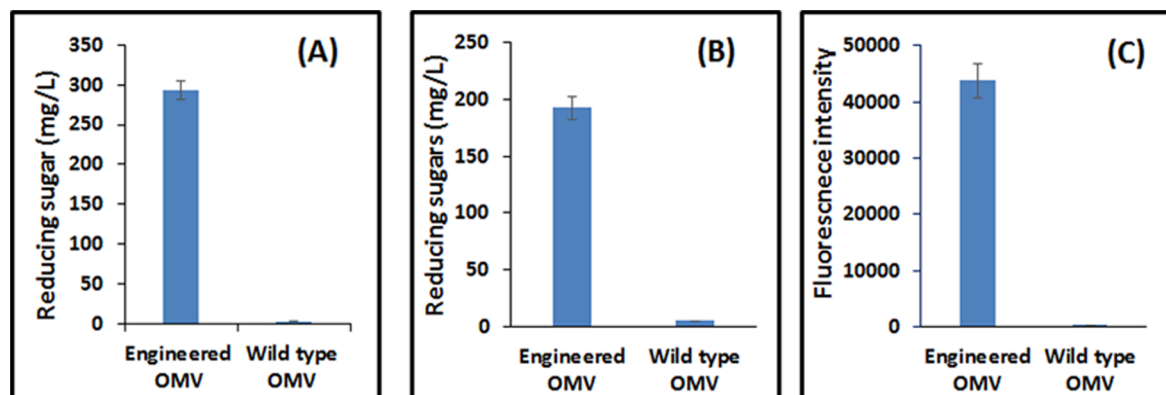 (A)
Reducing sugar (mg/L)
350
300
250
200
150
100
50
0
Engineered
OMV
Wild type
OMV
(B)
Reducing sugars (mg/L)
250
200
150
100
50
0
Engineered
OMV
Wild type
OMV
(C)
Fluorescneceintensity
50000
40000
30000
20000
10000
0
Engineered
OMV
Wild type
OMV